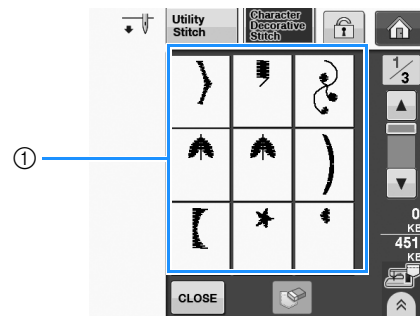 Utility
Stitch
Character
Decorative
Stitch
1/3
①
0
KB
451
KB
CLOSE